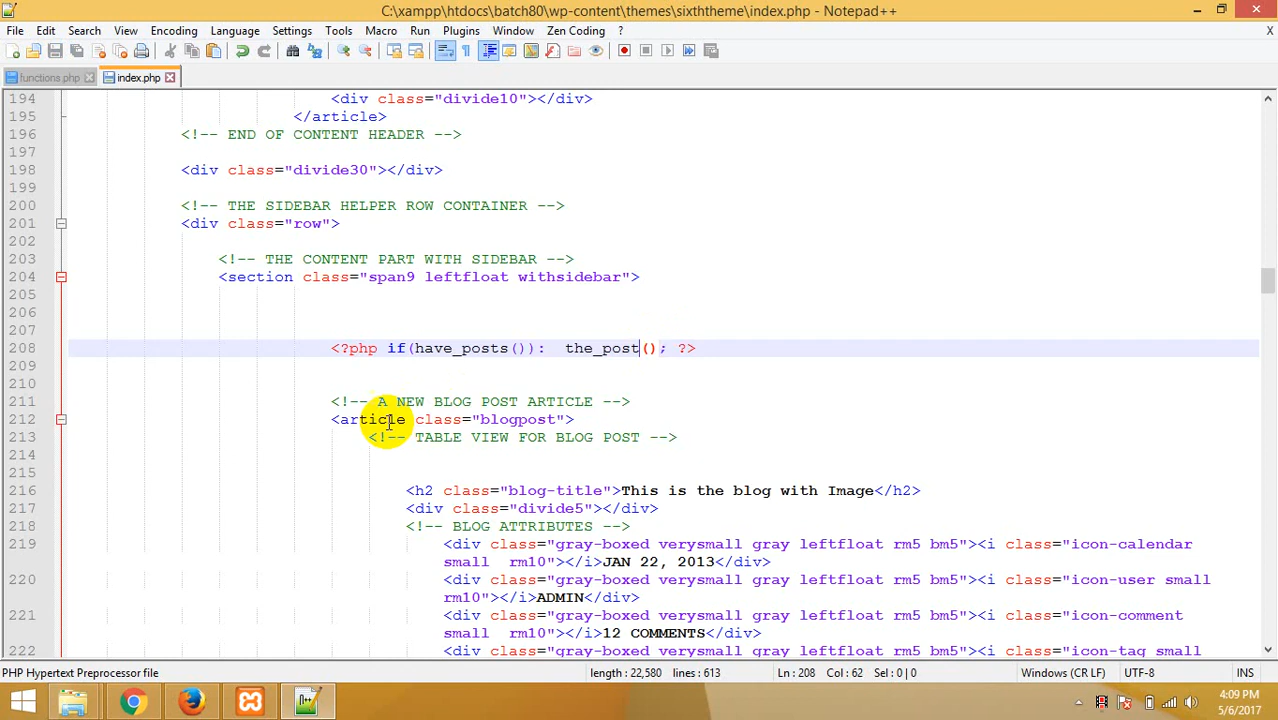 C:\xampp\htdocs\batch80\wp-content\themes\sixththeme\index.php - Notepad++
File Edit Search View Encoding Language Settings Tools Macro Run Plugins Window Zen Coding ? X
functions.php index.php
194 <div class="divide10"></div>
195 </article>
196 <!-- END OF CONTENT HEADER -->
197
198 <div class="divide30"></div>
199
200 <!-- THE SIDEBAR HELPER ROW CONTAINER -->
201 <div class="row">
202
203 <!-- THE CONTENT PART WITH SIDEBAR -->
204 <section class="span9 leftfloat withsidebar">
205
206
207
208 <?php if(have_posts()):  the_post(); ?>
209
210
211 <!-- A NEW BLOG POST ARTICLE -->
212 <article class="blogpost">
213 <!-- TABLE VIEW FOR BLOG POST -->
214
215
216 <h2 class="blog-title">This is the blog with Image</h2>
217 <div class="divide5"></div>
218 <!-- BLOG ATTRIBUTES -->
219 <div class="gray-boxed verysmall gray leftfloat rm5 bm5"><i class="icon-calendar
small  rm10"></i>JAN 22, 2013</div>
220 <div class="gray-boxed verysmall gray leftfloat rm5 bm5"><i class="icon-user small
rm10"></i>ADMIN</div>
221 <div class="gray-boxed verysmall gray leftfloat rm5 bm5"><i class="icon-comment
small  rm10"></i>12 COMMENTS</div>
222 <div class="gray-boxed verysmall gray leftfloat rm5 bm5"><i class="icon-tag small
PHP Hypertext Preprocessor file length : 22,580 lines : 613 Ln : 208 Col : 62 Sel : 0 | 0 Windows (CR LF) UTF-8 INS
4:09 PM
5/6/2017